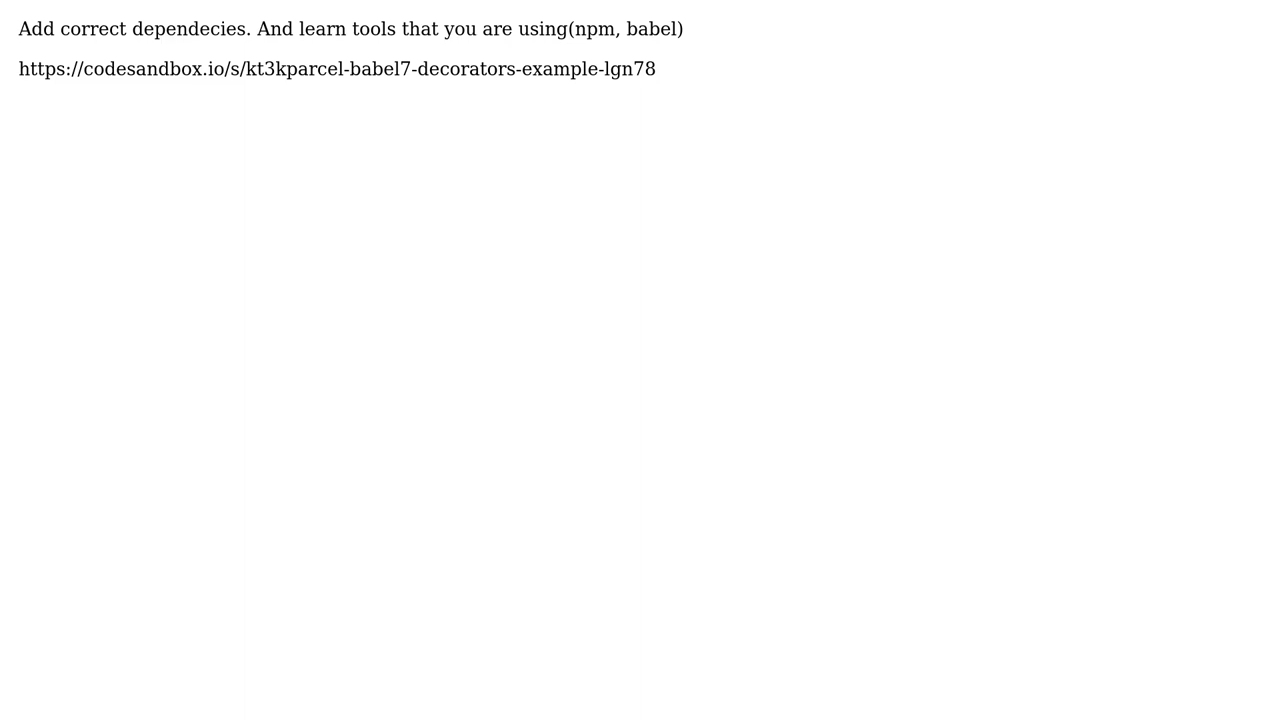 Add correct dependecies. And learn tools that you are using(npm, babel)
https://codesandbox.io/s/kt3kparcel-babel7-decorators-example-lgn78